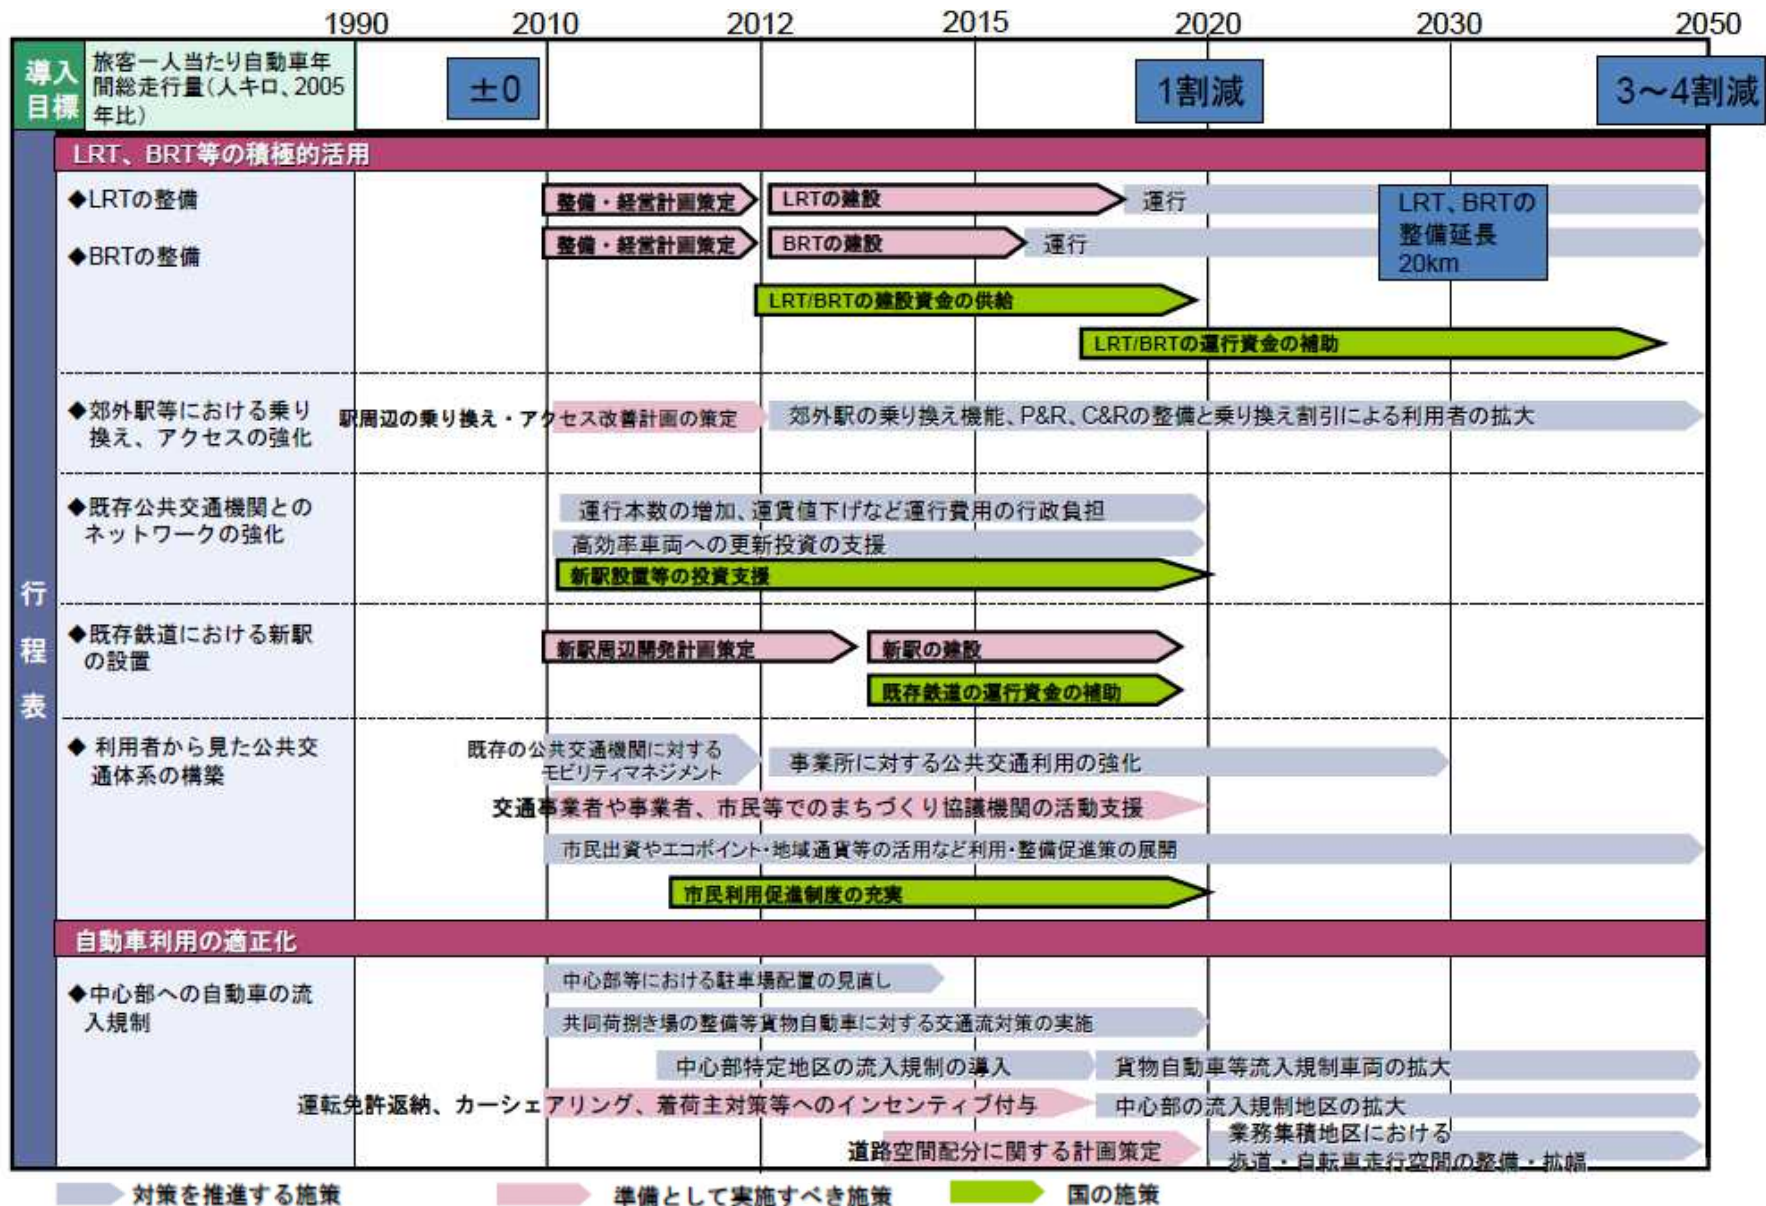 1990
2010
2012
2015
2020
2030
2050
導入
目標
旅客一人当たり自動車年
間総走行量(人キロ、2005
年比)
±0
1割減
3～4割減
行
程
表
LRT、BRT等の積極的活用
◆LRTの整備
整備・経営計画策定
LRTの建設
運行
LRT、BRTの
整備延長
20km
◆BRTの整備
整備・経営計画策定
BRTの建設
運行
LRT/BRTの建設資金の供給
LRT/BRTの運行資金の補助
◆郊外駅等における乗り
換え、アクセスの強化
駅周辺の乗り換え・アクセス改善計画の策定
郊外駅の乗り換え機能、P&R、C&Rの整備と乗り換え割引による利用者の拡大
◆既存公共交通機関との
ネットワークの強化
運行本数の増加、運賃値下げなど運行費用の行政負担
高効率車両への更新投資の支援
新駅設置等の投資支援
◆既存鉄道における新駅
の設置
新駅周辺開発計画策定
新駅の建設
既存鉄道の運行資金の補助
◆ 利用者から見た公共交
通体系の構築
既存の公共交通機関に対する
モビリティマネジメント
事業所に対する公共交通利用の強化
交通事業者や事業者、市民等でのまちづくり協議機関の活動支援
市民出資やエコポイント・地域通貨等の活用など利用・整備促進策の展開
市民利用促進制度の充実
自動車利用の適正化
◆中心部への自動車の流
入規制
中心部等における駐車場配置の見直し
共同荷捌き場の整備等貨物自動車に対する交通流対策の実施
中心部特定地区の流入規制の導入
貨物自動車等流入規制車両の拡大
運転免許返納、カーシェアリング、着荷主対策等へのインセンティブ付与
中心部の流入規制地区の拡大
道路空間配分に関する計画策定
業務集積地区における
歩道・自転車走行空間の整備・拡幅
対策を推進する施策
準備として実施すべき施策
国の施策